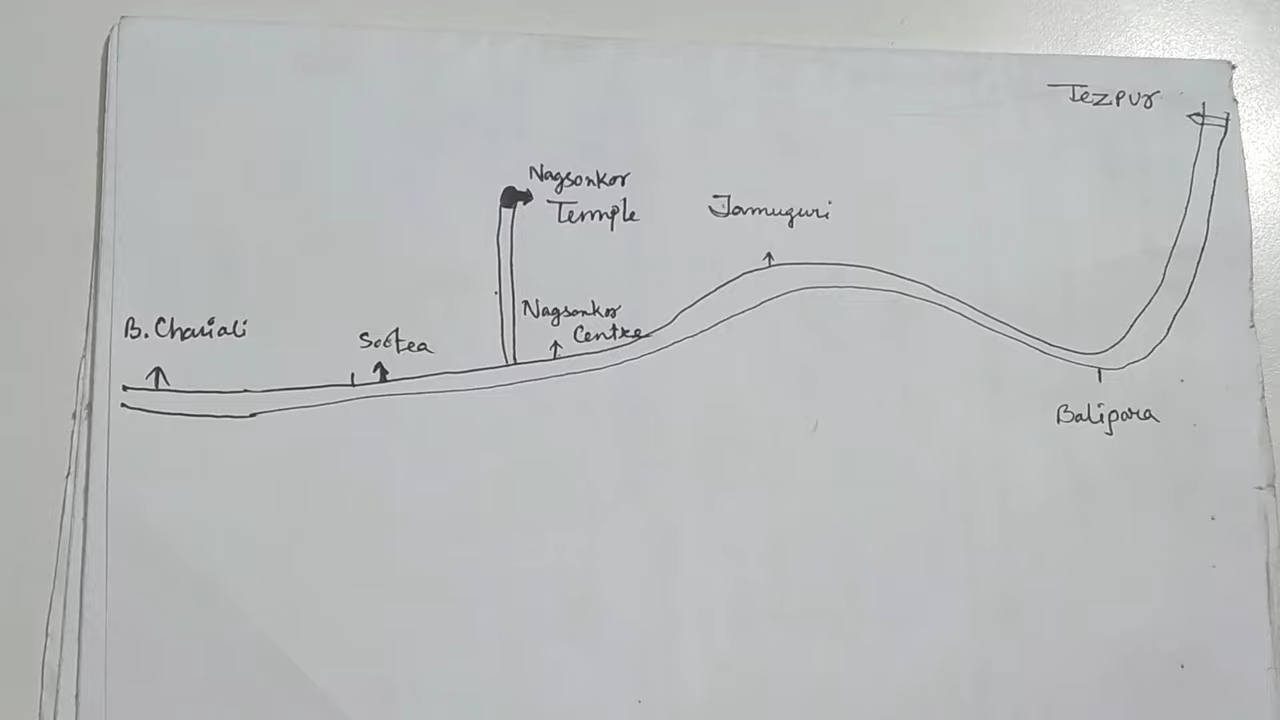 Tezpur
Nagsonkor
Temple
Jamuguri
Nagsonkor
Centre
B. Chariali
Sootea
Balipara